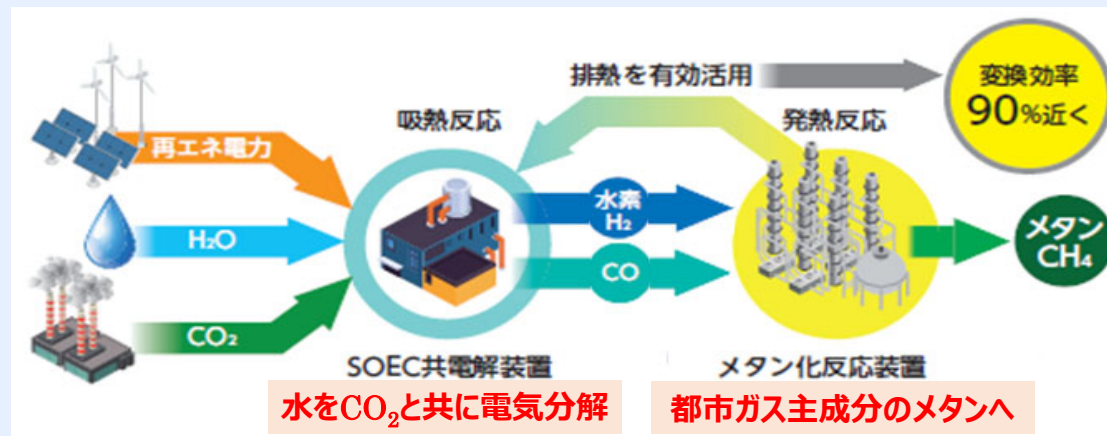 排熱を有効活用
変換効率
90%近く
吸熱反応
発熱反応
再エネ電力
水素
H₂
H₂O
CO
メタン
CH₄
CO₂
SOEC共電解装置
メタン化反応装置
水をCO₂と共に電気分解
都市ガス主成分のメタンへ